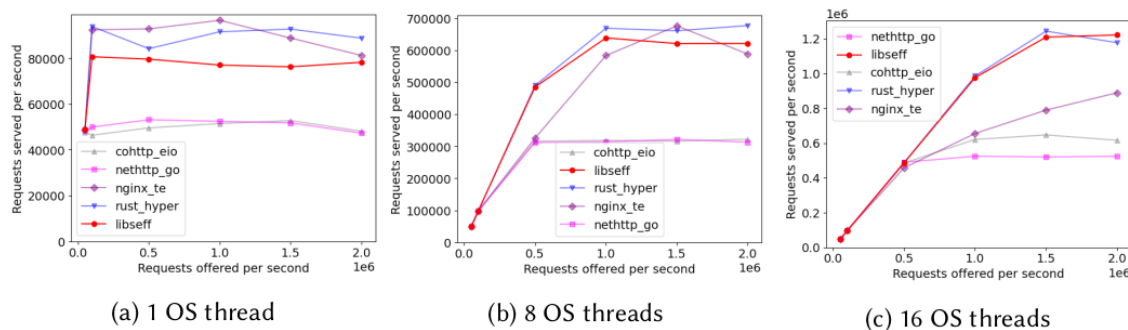 80000
60000
40000
20000
0
Requests served per second
cohttp_eio
nethttp_go
nginx_te
rust_hyper
libseff
0.0 0.5 1.0 1.5 2.0
1e6
Requests offered per second
(a) 1 OS thread
700000
600000
500000
400000
300000
200000
100000
0
Requests served per second
cohttp_eio
libseff
rust_hyper
nginx_te
nethttp_go
0.0 0.5 1.0 1.5 2.0
1e6
Requests offered per second
(b) 8 OS threads
1e6
1.2
1.0
0.8
0.6
0.4
0.2
0.0
Requests served per second
nethttp_go
libseff
cohttp_eio
rust_hyper
nginx_te
0.0 0.5 1.0 1.5 2.0
1e6
Requests offered per second
(c) 16 OS threads